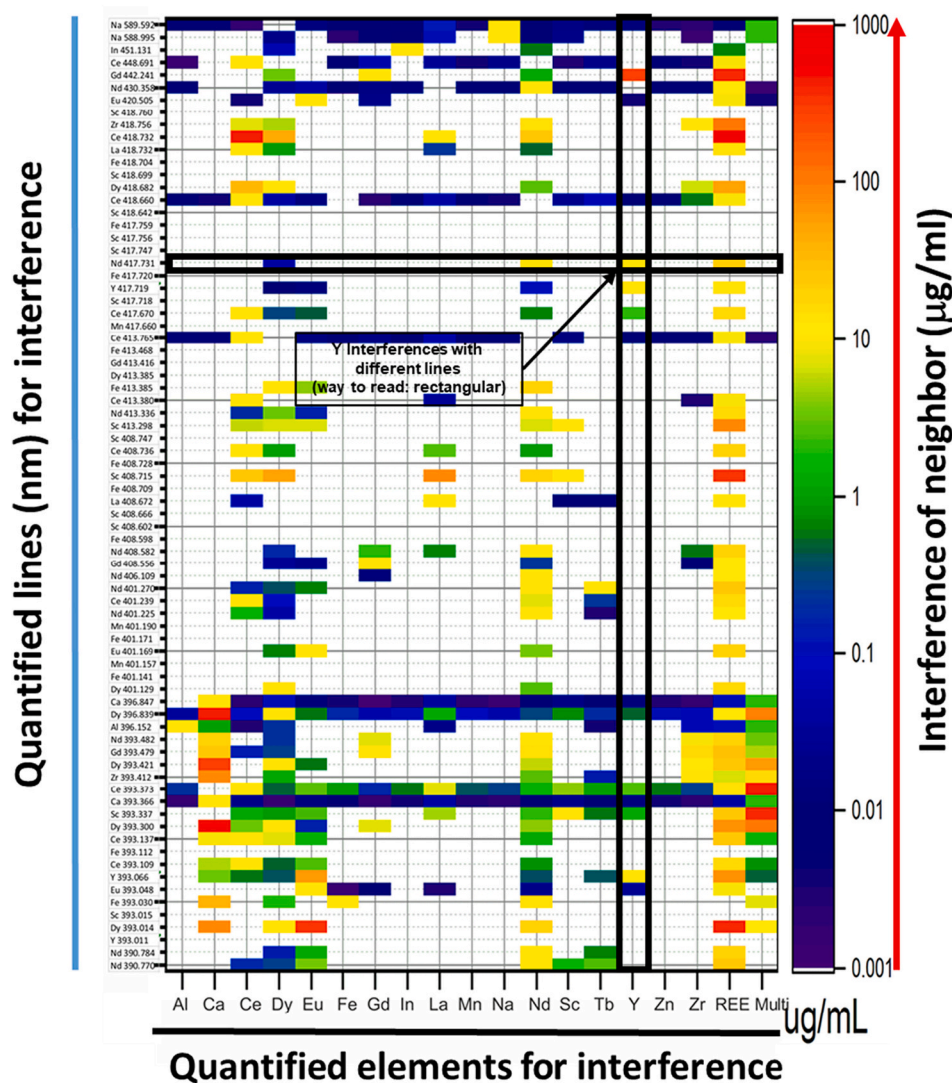 Quantified lines (nm) for interference
Na 589.592
Na 588.995
In 451.131
Ce 448.691
Gd 442.241
Nd 430.358
Eu 420.505
Sc 418.760
Zr 418.756
Ce 418.732
La 418.732
Fe 418.704
Sc 418.699
Dy 418.682
Ce 418.660
Sc 418.642
Fe 417.759
Sc 417.756
Sc 417.747
Nd 417.731
Fe 417.720
Y 417.719
Sc 417.718
Ce 417.670
Mn 417.660
Ce 413.765
Fe 413.468
Gd 413.416
Dy 413.385
Fe 413.385
Ce 413.380
Nd 413.336
Sc 413.298
Sc 408.747
Ce 408.736
Fe 408.728
Sc 408.715
Fe 408.709
La 408.672
Sc 408.666
Sc 408.602
Fe 408.598
Nd 408.582
Gd 408.556
Nd 406.109
Nd 401.270
Ce 401.239
Nd 401.225
Mn 401.190
Fe 401.171
Eu 401.169
Mn 401.157
Fe 401.141
Dy 401.129
Ca 396.847
Dy 396.839
Al 396.152
Nd 393.482
Gd 393.479
Dy 393.421
Zr 393.412
Ce 393.373
Ca 393.366
Sc 393.337
Dy 393.300
Ce 393.137
Fe 393.112
Ce 393.109
Y 393.066
Eu 393.048
Fe 393.030
Sc 393.015
Dy 393.014
Y 393.011
Nd 390.784
Nd 390.770
Y Interferences with
different lines
(way to read: rectangular)
Al Ca Ce Dy Eu Fe Gd In La Mn Na Nd Sc Tb Y Zn Zr REE Multi
Quantified elements for interference
1000
100
10
1
0.1
0.01
0.001
ug/mL
Interference of neighbor (µg/ml)